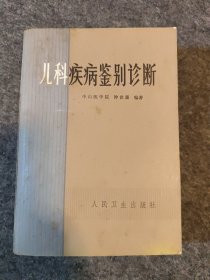 儿科疾病鉴别诊断
中山医学院 钟世藩 编著
人民卫生出版社